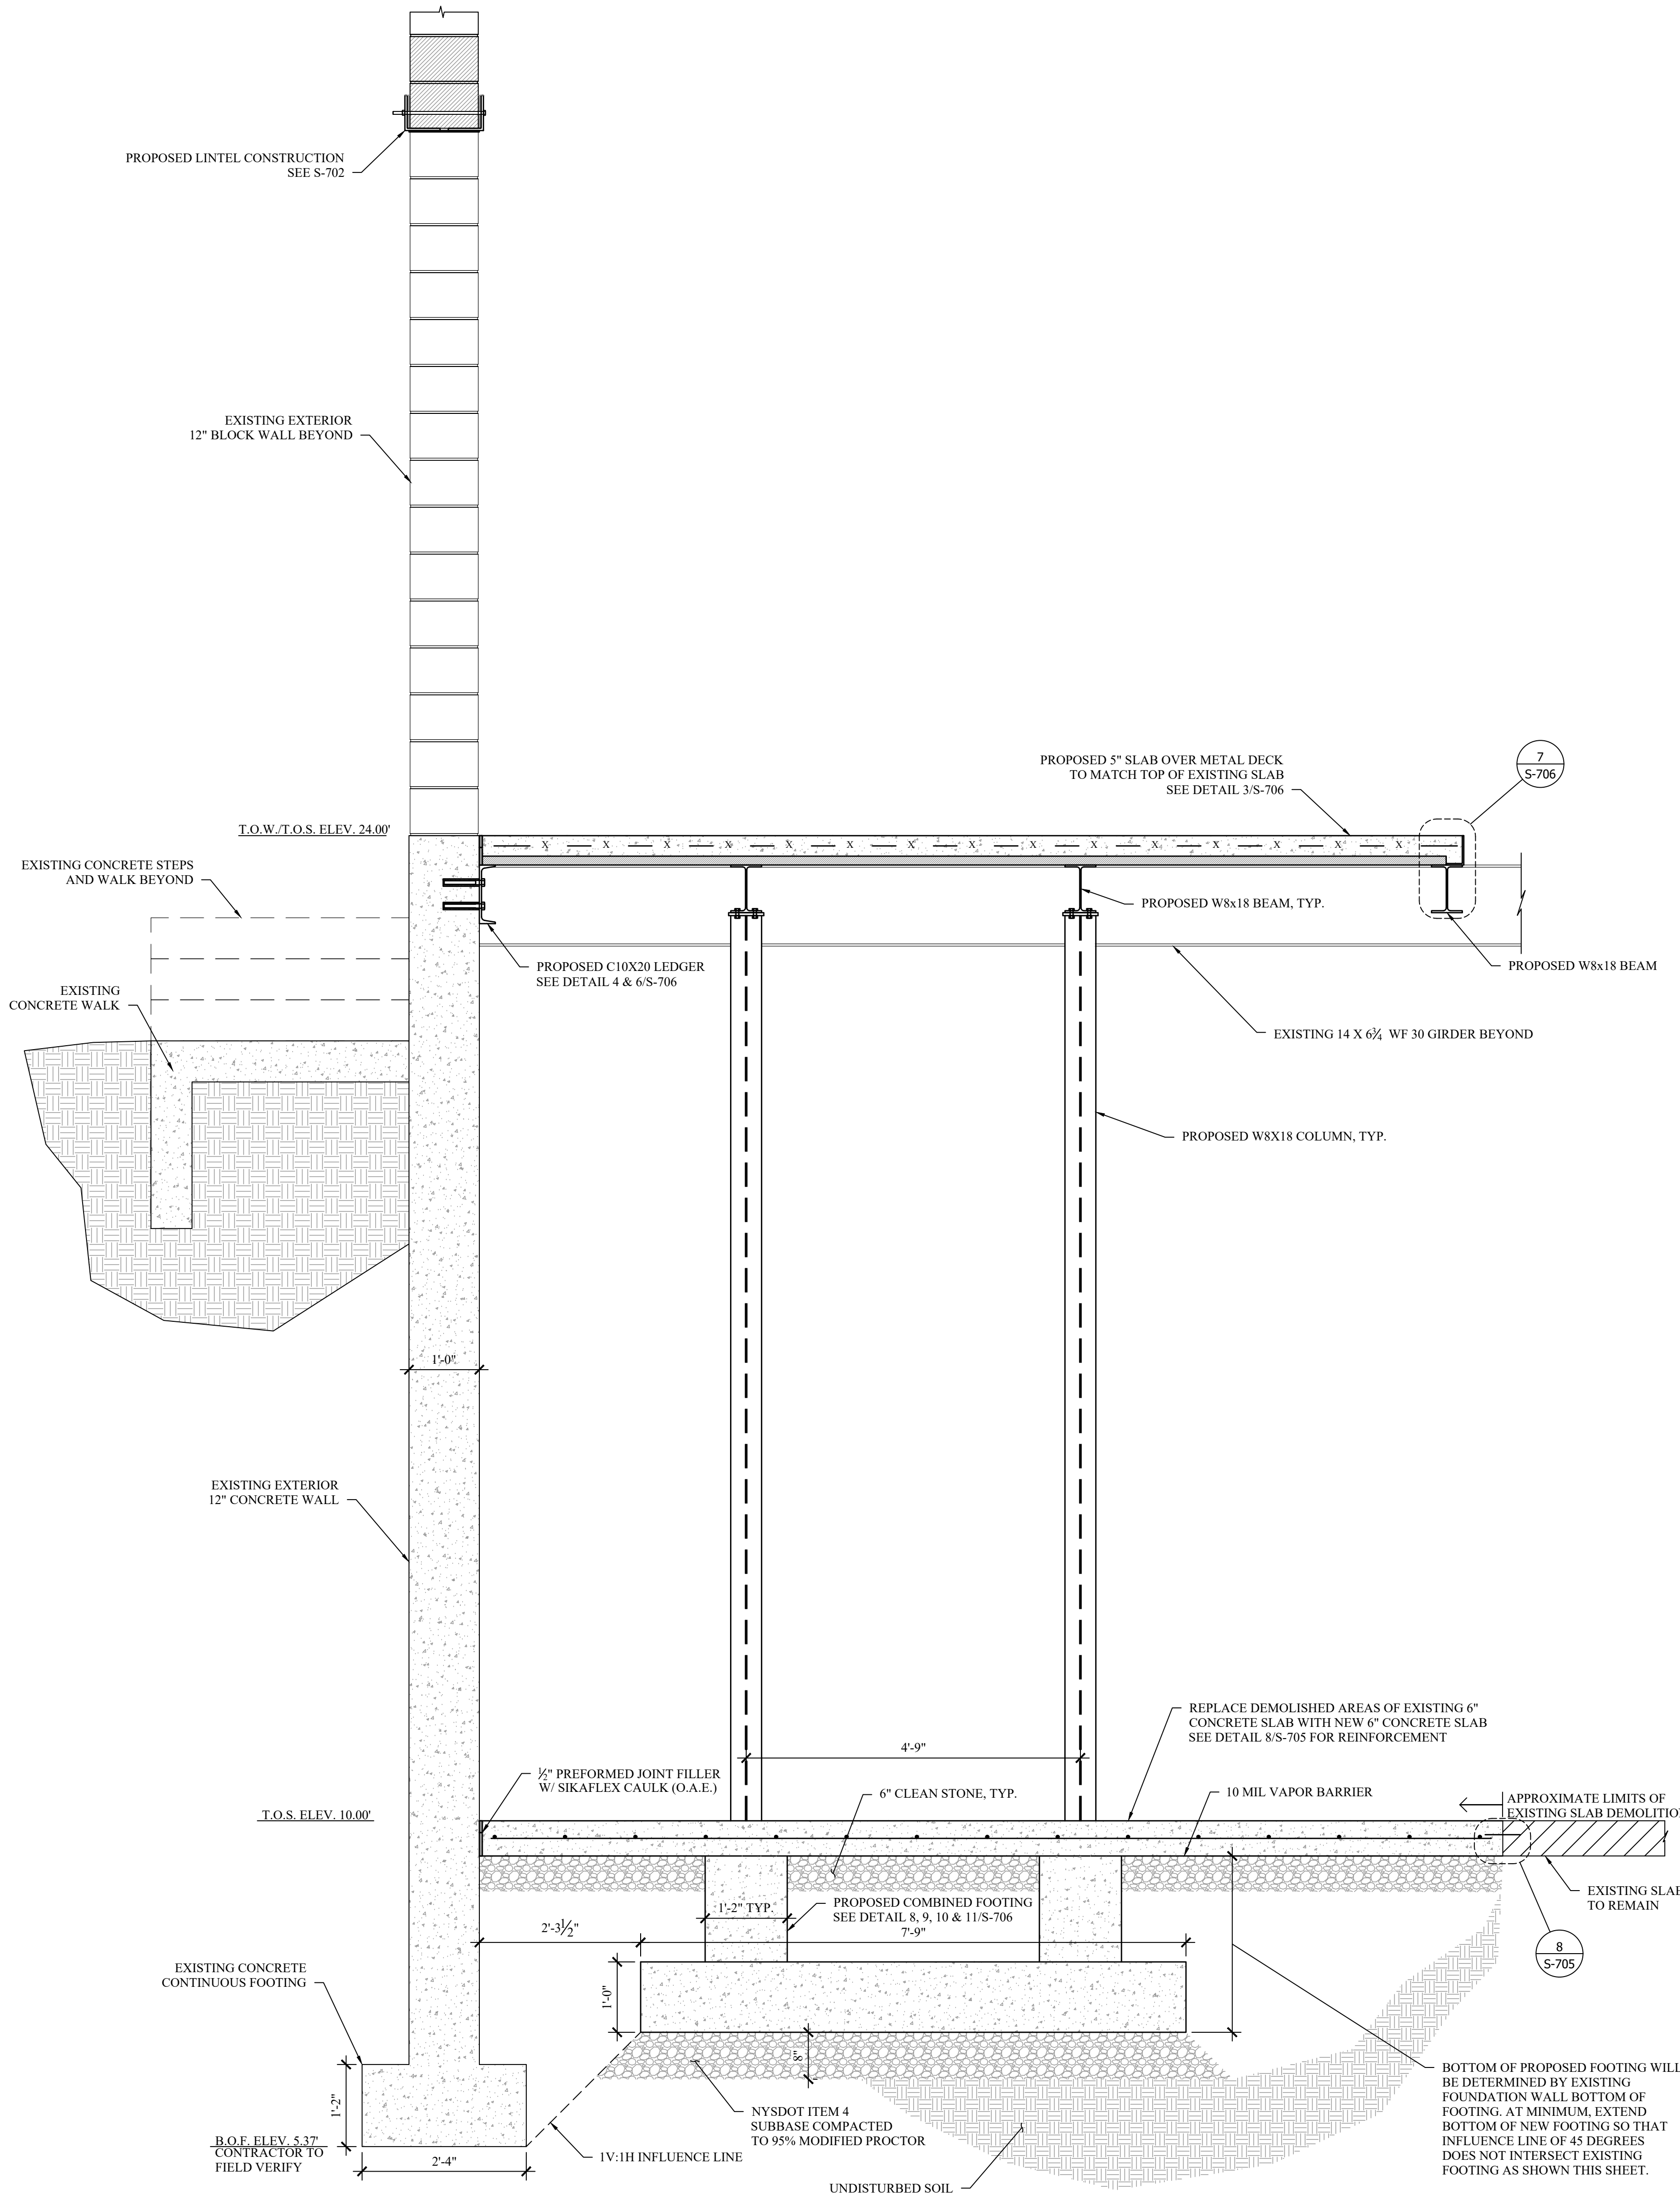 PROPOSED LINTEL CONSTRUCTION
SEE S-702
EXISTING EXTERIOR
12" BLOCK WALL BEYOND
7
S-706
PROPOSED 5" SLAB OVER METAL DECK
TO MATCH TOP OF EXISTING SLAB
SEE DETAIL 3/S-706
T.O.W./T.O.S. ELEV. 24.00'
X X X X X X X X X X X X X X X
EXISTING CONCRETE STEPS
AND WALK BEYOND
PROPOSED W8x18 BEAM, TYP.
PROPOSED C10X20 LEDGER
SEE DETAIL 4 & 6/S-706
PROPOSED W8x18 BEAM
EXISTING
CONCRETE WALK
EXISTING 14 X 6¾ WF 30 GIRDER BEYOND
PROPOSED W8X18 COLUMN, TYP.
1'-0"
EXISTING EXTERIOR
12" CONCRETE WALL
REPLACE DEMOLISHED AREAS OF EXISTING 6"
CONCRETE SLAB WITH NEW 6" CONCRETE SLAB
SEE DETAIL 8/S-705 FOR REINFORCEMENT
4'-9"
½" PREFORMED JOINT FILLER
W/ SIKAFLEX CAULK (O.A.E.)
6" CLEAN STONE, TYP.
10 MIL VAPOR BARRIER
APPROXIMATE LIMITS OF
EXISTING SLAB DEMOLITIO
T.O.S. ELEV. 10.00'
EXISTING SLAB
TO REMAIN
1'-2" TYP.
PROPOSED COMBINED FOOTING
SEE DETAIL 8, 9, 10 & 11/S-706
2'-3½"
7'-9"
8
S-705
EXISTING CONCRETE
CONTINUOUS FOOTING
1'-0"
8"
1'-2"
B.O.F. ELEV. 5.37'
CONTRACTOR TO
FIELD VERIFY
2'-4"
NYSDOT ITEM 4
SUBBASE COMPACTED
TO 95% MODIFIED PROCTOR
1V:1H INFLUENCE LINE
UNDISTURBED SOIL
BOTTOM OF PROPOSED FOOTING WILL
BE DETERMINED BY EXISTING
FOUNDATION WALL BOTTOM OF
FOOTING. AT MINIMUM, EXTEND
BOTTOM OF NEW FOOTING SO THAT
INFLUENCE LINE OF 45 DEGREES
DOES NOT INTERSECT EXISTING
FOOTING AS SHOWN THIS SHEET.